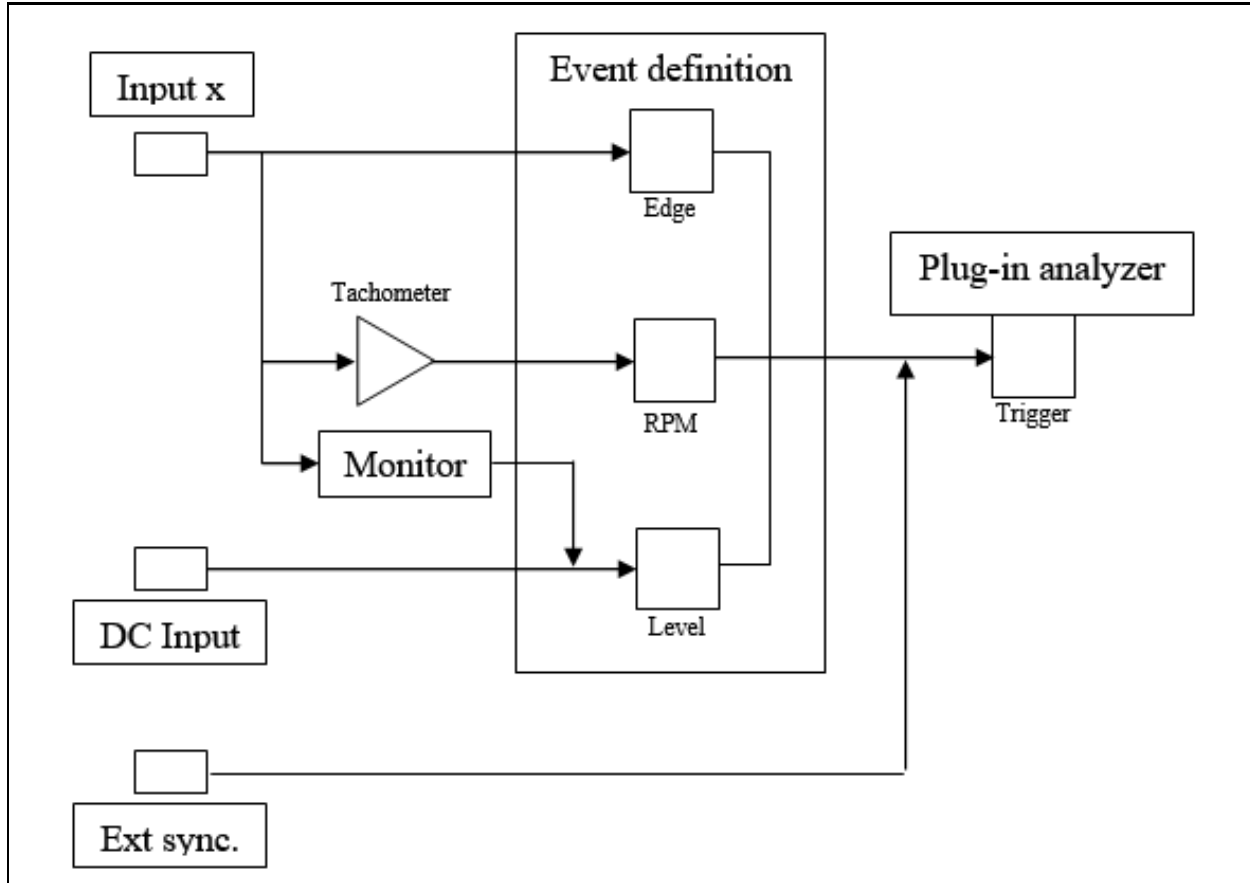 Event definition
Input x
Edge
Plug-in analyzer
Tachometer
Trigger
RPM
Monitor
Level
DC Input
Ext sync.